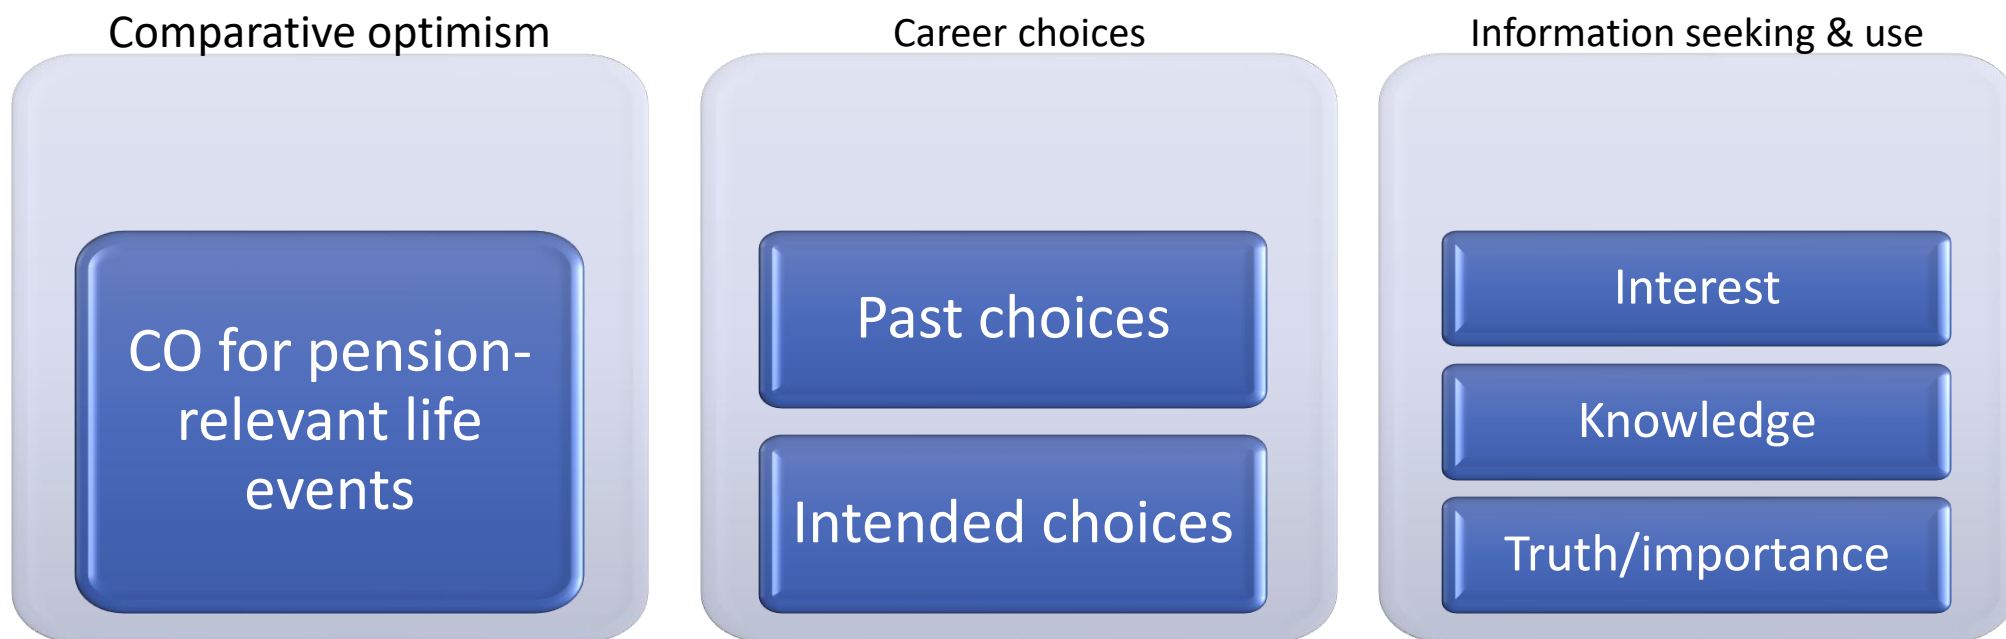 Comparative optimism
CO for pension-
relevant life
events
Career choices
Past choices
Intended choices
Information seeking & use
Interest
Knowledge
Truth/importance